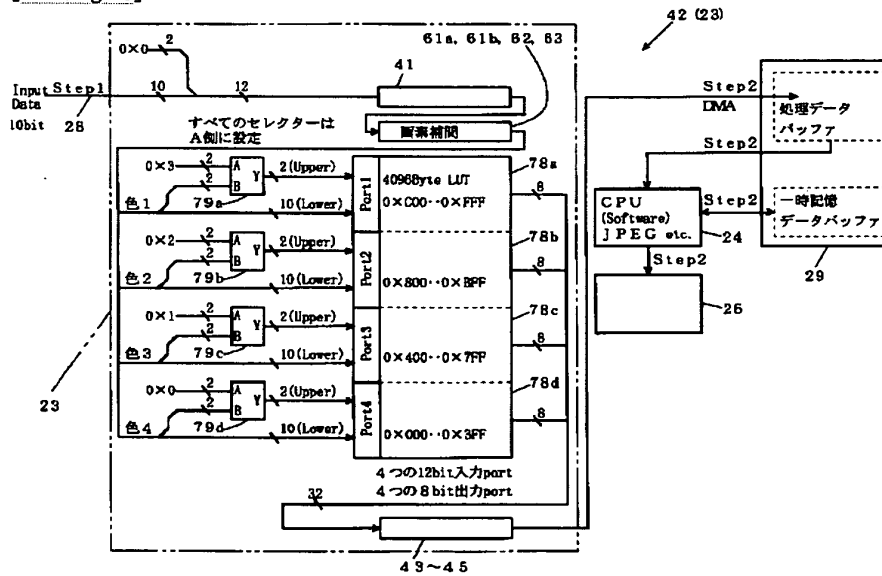 42 (23)
61a, 61b, 62, 63
0×0
2
41
Input
Data
10bit
Step1
28
10
12
すべてのセレクターは
A側に設定
画素補間
Step2
DMA
処理データ
バッファ
Step2
CPU
(Software)
JPEG etc.
24
Step2
一時記憶
データバッファ
29
Step2
26
0×3
2
2
A
B
Y
2(Upper)
色1
79a
10(Lower)
Port1
4096Byte LUT
0×C00‥0×FFF
78a
8
0×2
2
2
A
B
Y
2(Upper)
色2
79b
10(Lower)
Port2
0×800‥0×BFF
78b
8
0×1
2
2
A
B
Y
2(Upper)
色3
79c
10(Lower)
Port3
0×400‥0×7FF
78c
8
0×0
2
2
A
B
Y
2(Upper)
色4
79d
10(Lower)
Port4
0×000‥0×3FF
78d
8
23
4つの12bit入力port
4つの8bit出力port
32
43~45